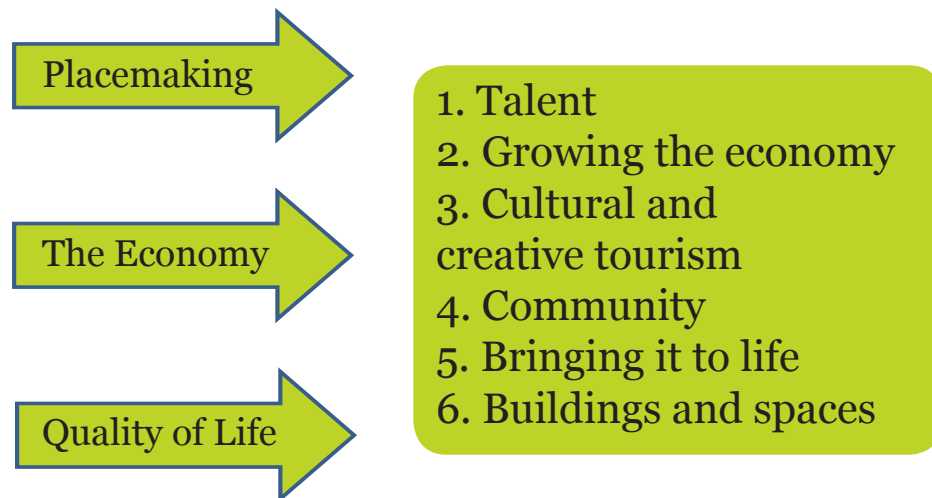 Placemaking
The Economy
Quality of Life
1. Talent
2. Growing the economy
3. Cultural and
creative tourism
4. Community
5. Bringing it to life
6. Buildings and spaces